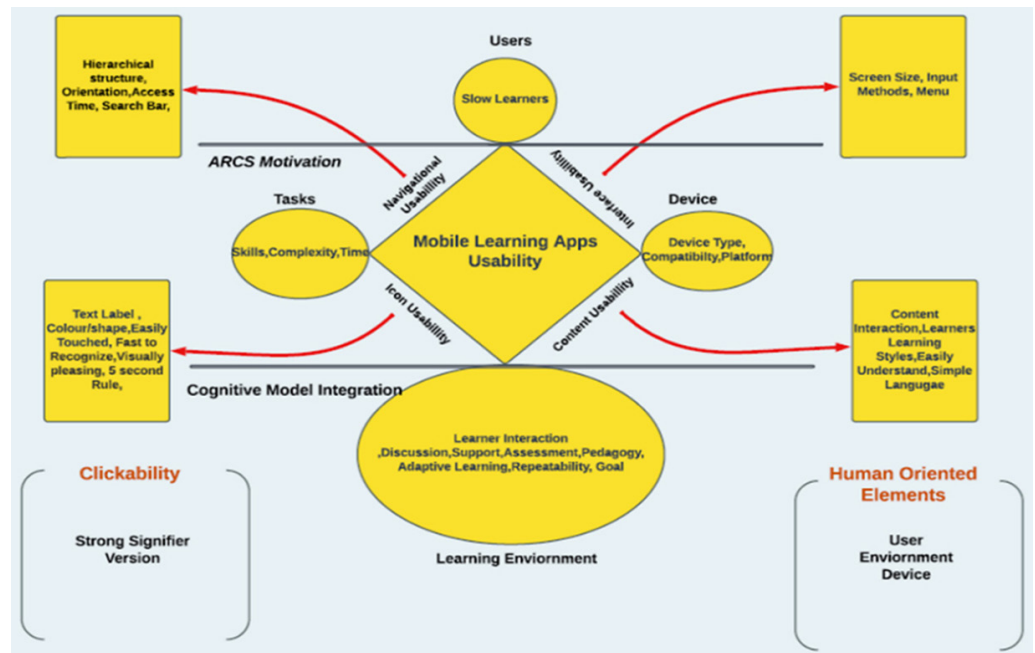 Users
Hierarchical
structure,
Orientation,Access
Time, Search Bar,
Slow Learners
Screen Size, Input
Methods, Menu
ARCS Motivation
Navigational
Usability
Interface Usability
Tasks
Skills,Complexity,Time
Mobile Learning Apps
Usability
Device
Device Type,
Compatibilty,Platform
Icon Usability
Content Usability
Text Label ,
Colour/shape,Easily
Touched, Fast to
Recognize,Visually
pleasing, 5 second
Rule,
Content
Interaction,Learners
Learning
Styles,Easily
Understand,Simple
Langugae
Cognitive Model Integration
Learner Interaction
,Discussion,Support,Assessment,Pedagogy,
Adaptive Learning,Repeatability, Goal
Learning Enviornment
Clickability
Strong Signifier
Version
Human Oriented
Elements
User
Enviornment
Device